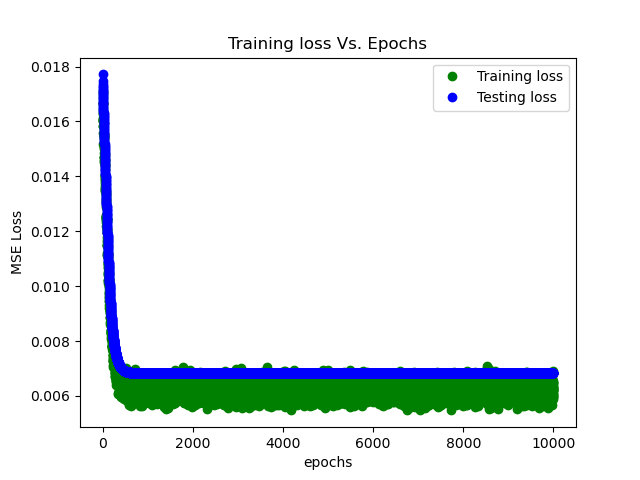 Training loss Vs. Epochs
Training loss
Testing loss
MSE Loss
0.018
0.016
0.014
0.012
0.010
0.008
0.006
0
2000
4000
6000
8000
10000
epochs